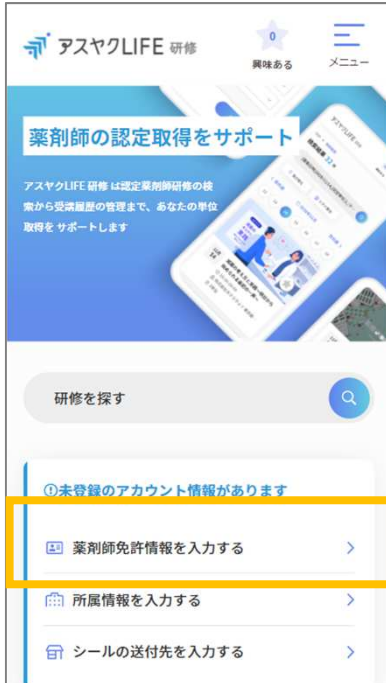 アスヤクLIFE 研修
0
興味ある
メニュー
薬剤師の認定取得をサポート
アスヤクLIFE 研修 は認定薬剤師研修の検
索から受講履歴の管理まで、あなたの単位
取得を サポートします
研修を探す
未登録のアカウント情報があります
薬剤師免許情報を入力する
所属情報を入力する
シールの送付先を入力する